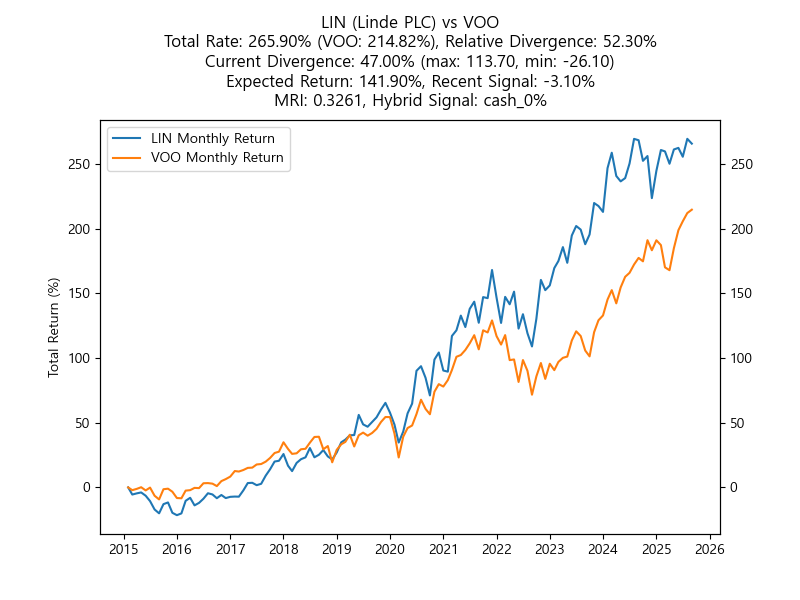 LIN (Linde PLC) vs VOO
Total Rate: 265.90% (VOO: 214.82%), Relative Divergence: 52.30%
Current Divergence: 47.00% (max: 113.70, min: -26.10)
Expected Return: 141.90%, Recent Signal: -3.10%
MRI: 0.3261, Hybrid Signal: cash_0%
LIN Monthly Return
VOO Monthly Return
Total Return (%)
250
200
150
100
50
0
250
200
150
100
50
0
2015 2016 2017 2018 2019 2020 2021 2022 2023 2024 2025 2026